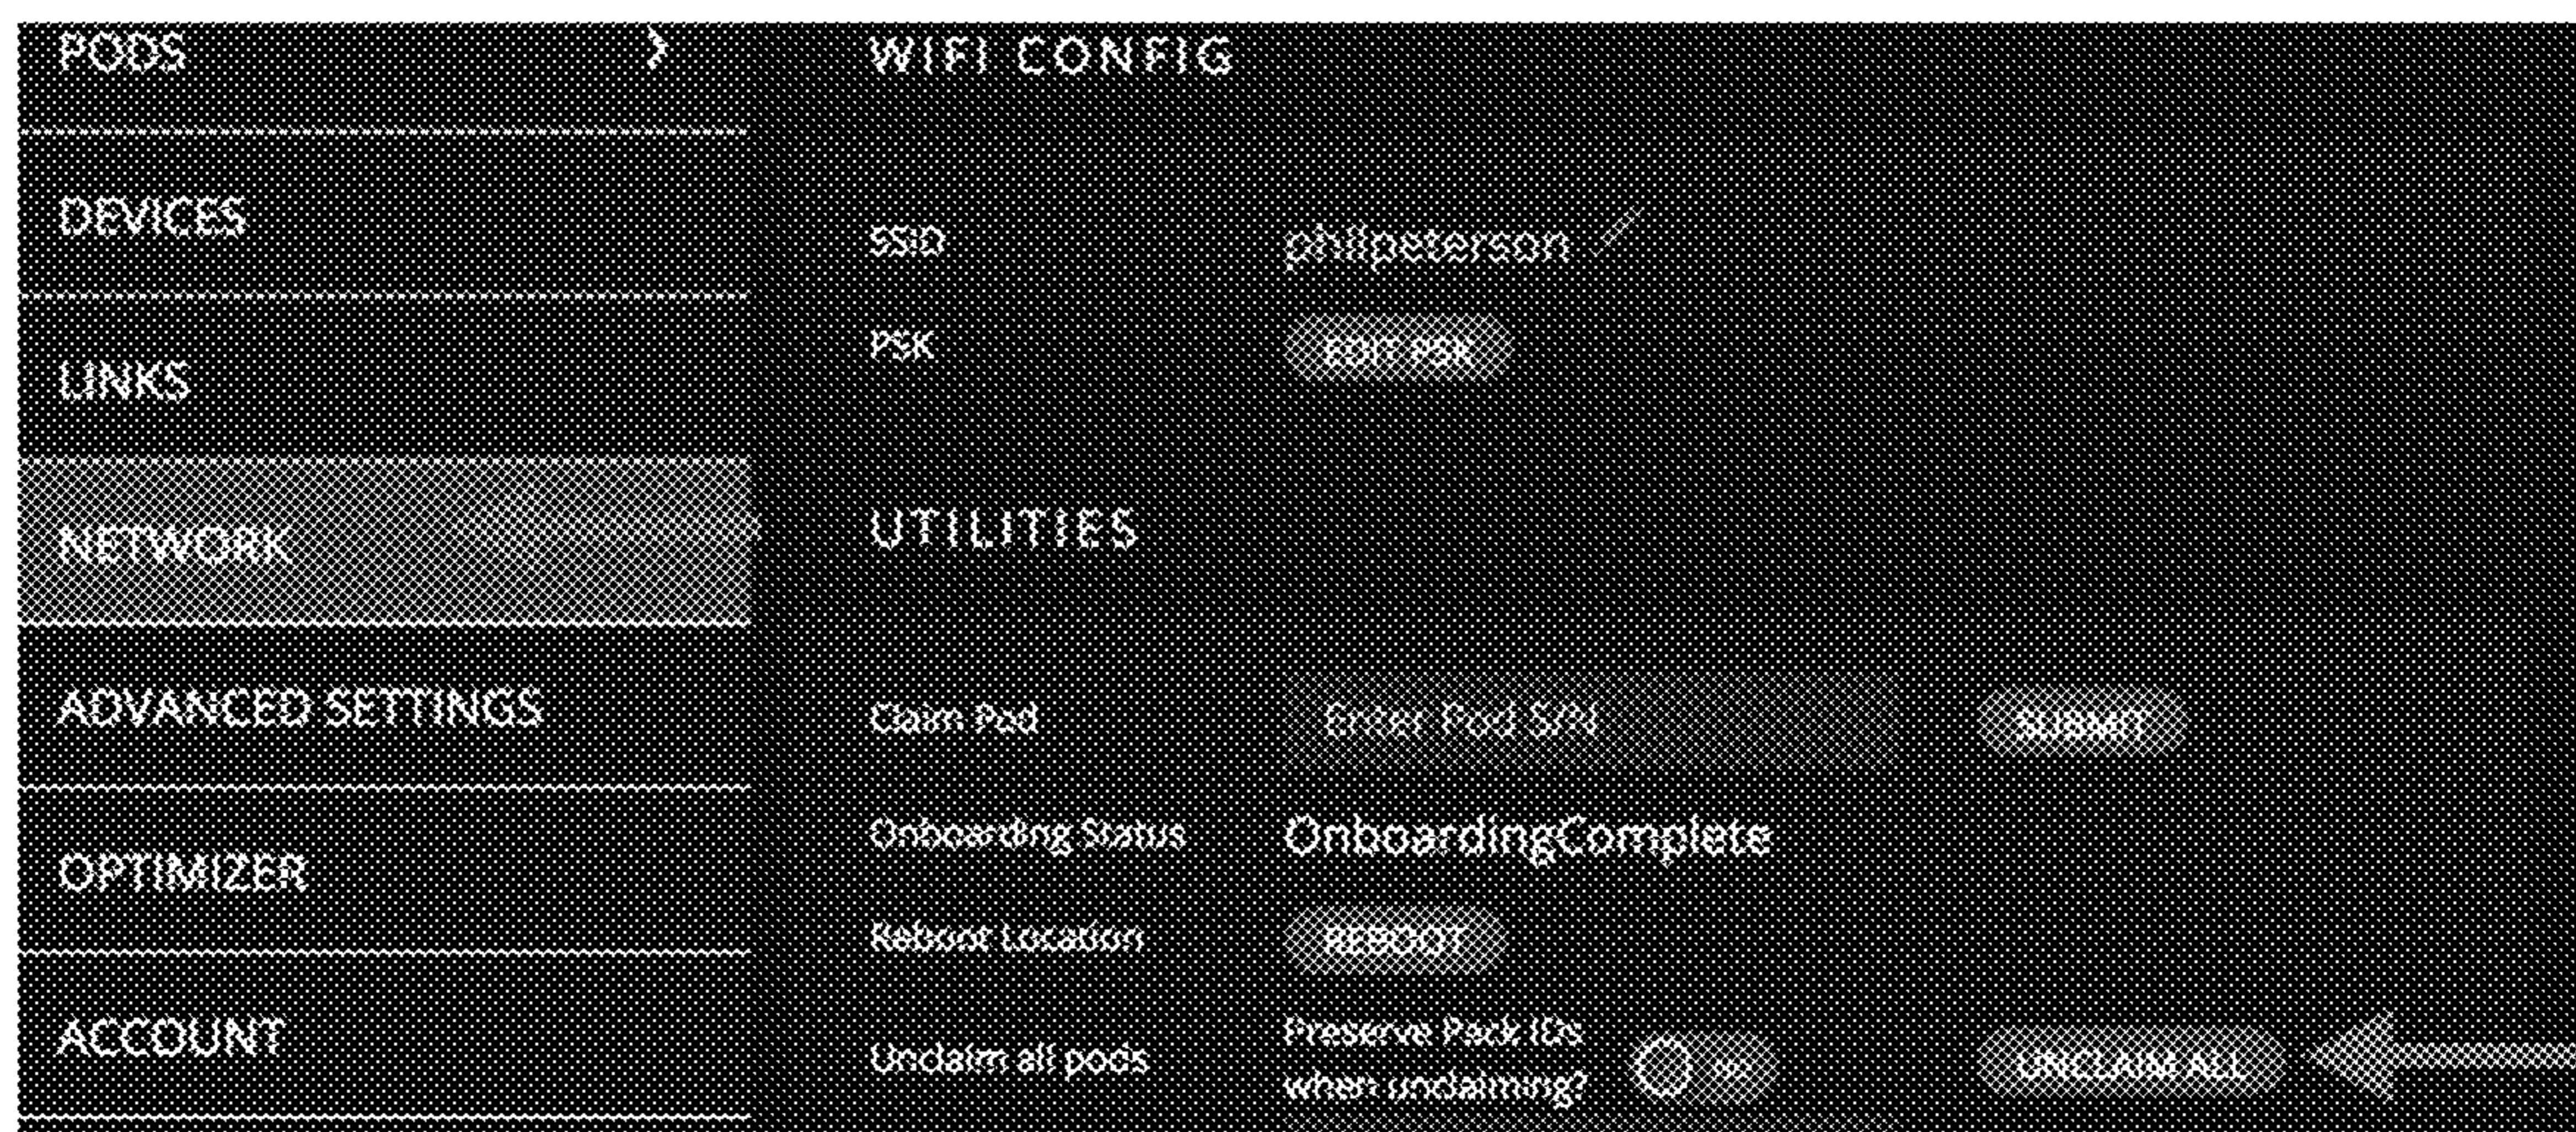 PODS
DEVICES
LINKS
NETWORK
ADVANCED SETTINGS
OPTIMIZER
ACCOUNT
WIFI CONFIG
SSID philpeterson
PSK EDIT PSK
UTILITIES
Claim Pod Enter Pod S/N SUBMIT
Onboarding Status OnboardingComplete
Reboot Location REBOOT
Unclaim all pods Preserve Pack IDs
when unclaiming? UNCLAIM ALL